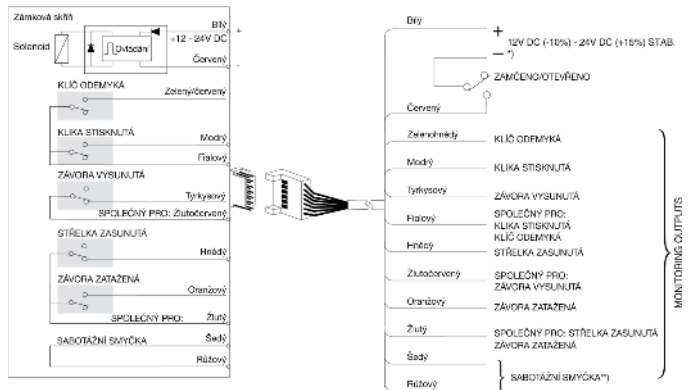 Zámková skříň
Bílý
+
+12 - 24V DC
Solenoid
Ovládání
Červený
-
KLÍČ ODEMYKÁ
Zelený/červený
KLIKA STISKNUTÁ
Modrý
Fialový
ZÁVORA VYSUNUTÁ
Tyrkysový
SPOLEČNÝ PRO: Žlutočervený
STŘELKA ZASUNUTÁ
Hnědý
ZÁVORA ZATAŽENÁ
Oranžový
SPOLEČNÝ PRO: Žlutý
SABOTÁŽNÍ SMYČKA
Šedý
Růžový
Bílý
+
12V DC (-10%) - 24V DC (+15%) STAB.
— *)
ZAMČENO/OTEVŘENO
Červený
Zelenohnědý
KLÍČ ODEMYKÁ
Modrý
KLIKA STISKNUTÁ
Tyrkysový
ZÁVORA VYSUNUTÁ
Fialový
SPOLEČNÝ PRO:
KLIKA STISKNUTÁ
KLÍČ ODEMYKÁ
Hnědý
STŘELKA ZASUNUTÁ
Žlutočervený
SPOLEČNÝ PRO:
ZÁVORA VYSUNUTÁ
Oranžový
ZÁVORA ZATAŽENÁ
Žlutý
SPOLEČNÝ PRO: STŘELKA ZASUNUTÁ
ZÁVORA ZATAŽENÁ
Šedý
SABOTÁŽNÍ SMYČKA**)
Růžový
MONITORING OUTPUTS